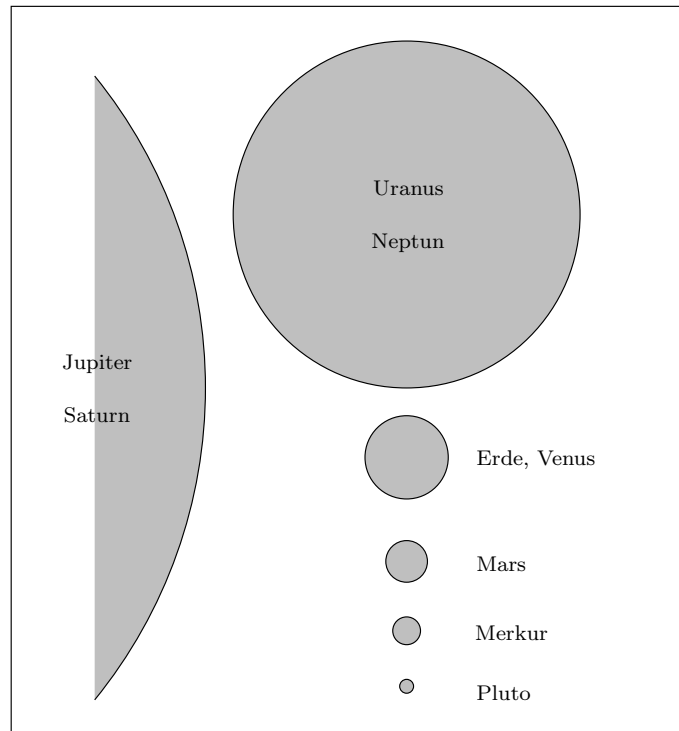 Uranus
Neptun
Jupiter
Saturn
Erde, Venus
Mars
Merkur
Pluto